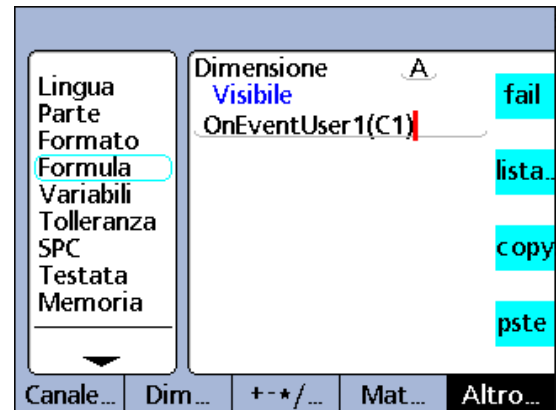 Lingua
Parte
Formato
Formula
Variabili
Tolleranza
SPC
Testata
Memoria
Dimensione A
Visibile
OnEventUser1(C1)
fail
lista..
copy
pste
Canale... Dim... +-*/... Mat... Altro...